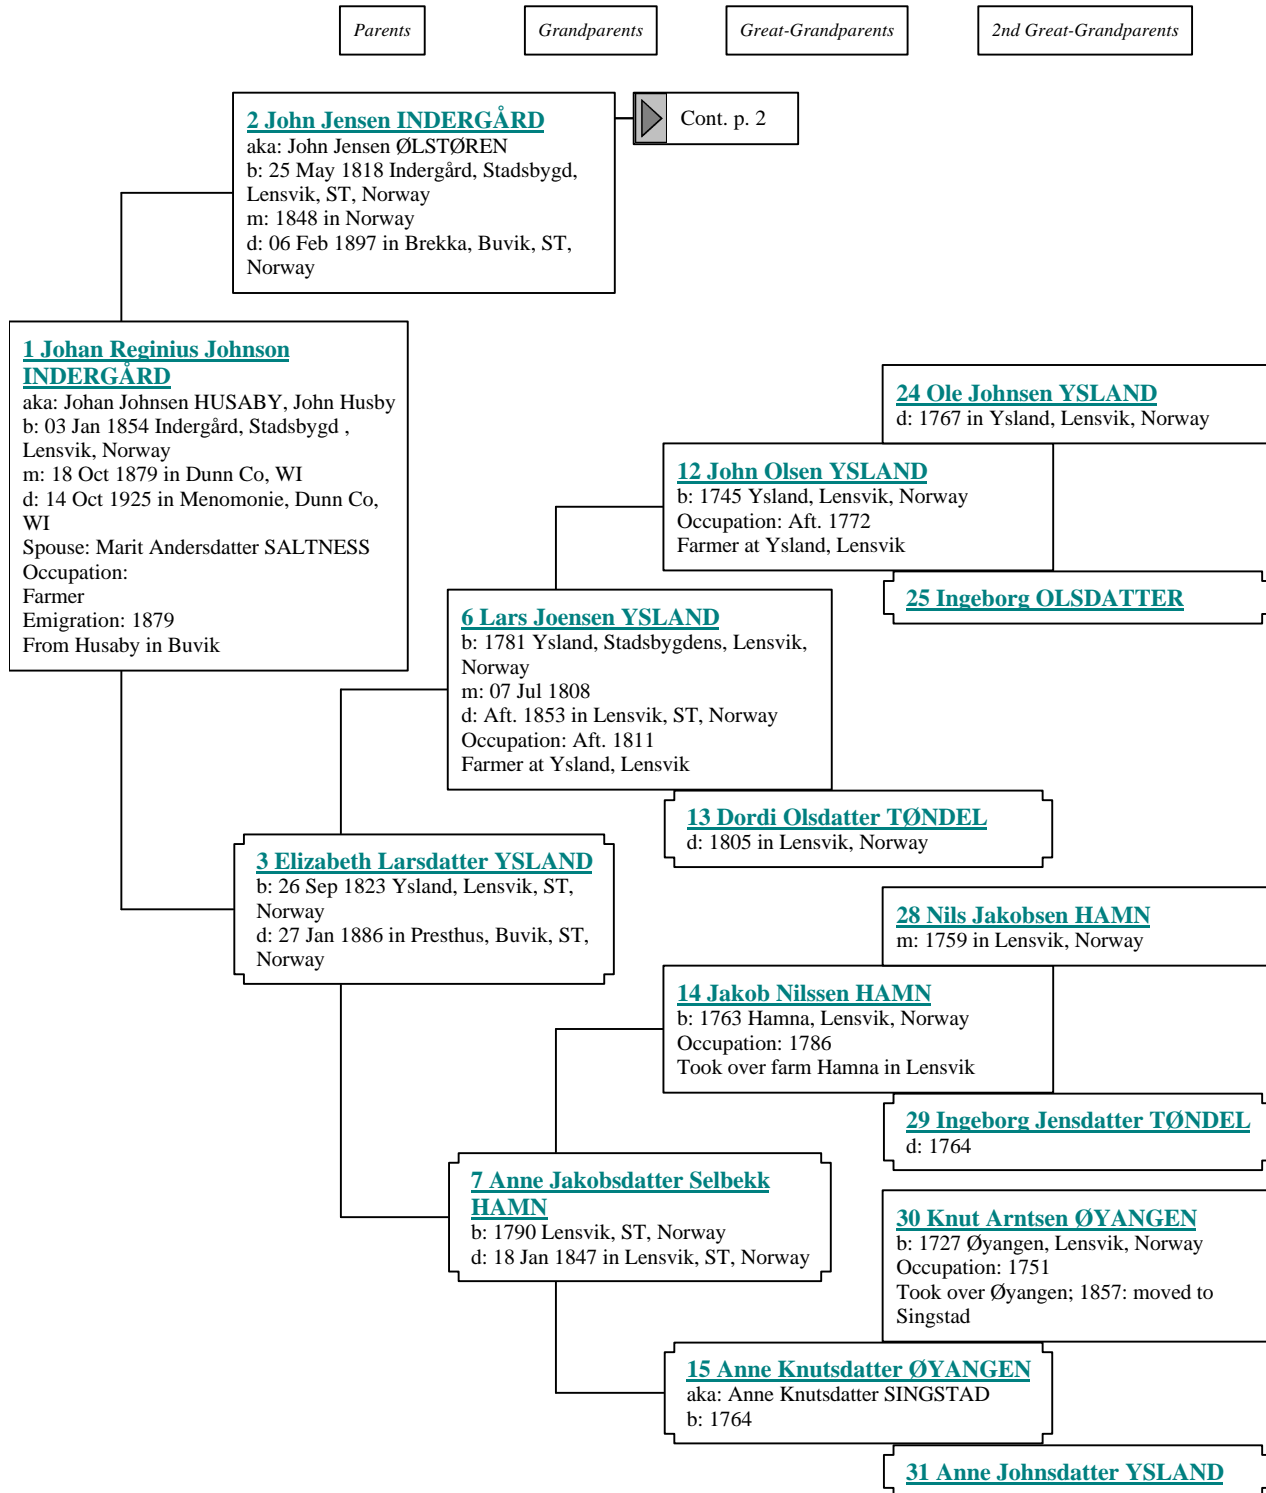 Parents
Grandparents
Great-Grandparents
2nd Great-Grandparents
2 John Jensen INDERGÅRD
aka: John Jensen ØLSTØREN
b: 25 May 1818 Indergård, Stadsbygd,
Lensvik, ST, Norway
m: 1848 in Norway
d: 06 Feb 1897 in Brekka, Buvik, ST,
Norway
Cont. p. 2
1 Johan Reginius Johnson
INDERGÅRD
aka: Johan Johnsen HUSABY, John Husby
b: 03 Jan 1854 Indergård, Stadsbygd ,
Lensvik, Norway
m: 18 Oct 1879 in Dunn Co, WI
d: 14 Oct 1925 in Menomonie, Dunn Co,
WI
Spouse: Marit Andersdatter SALTNESS
Occupation:
Farmer
Emigration: 1879
From Husaby in Buvik
24 Ole Johnsen YSLAND
d: 1767 in Ysland, Lensvik, Norway
12 John Olsen YSLAND
b: 1745 Ysland, Lensvik, Norway
Occupation: Aft. 1772
Farmer at Ysland, Lensvik
25 Ingeborg OLSDATTER
6 Lars Joensen YSLAND
b: 1781 Ysland, Stadsbygdens, Lensvik,
Norway
m: 07 Jul 1808
d: Aft. 1853 in Lensvik, ST, Norway
Occupation: Aft. 1811
Farmer at Ysland, Lensvik
13 Dordi Olsdatter TØNDEL
d: 1805 in Lensvik, Norway
3 Elizabeth Larsdatter YSLAND
b: 26 Sep 1823 Ysland, Lensvik, ST,
Norway
d: 27 Jan 1886 in Presthus, Buvik, ST,
Norway
28 Nils Jakobsen HAMN
m: 1759 in Lensvik, Norway
14 Jakob Nilssen HAMN
b: 1763 Hamna, Lensvik, Norway
Occupation: 1786
Took over farm Hamna in Lensvik
29 Ingeborg Jensdatter TØNDEL
d: 1764
7 Anne Jakobsdatter Selbekk
HAMN
b: 1790 Lensvik, ST, Norway
d: 18 Jan 1847 in Lensvik, ST, Norway
30 Knut Arntsen ØYANGEN
b: 1727 Øyangen, Lensvik, Norway
Occupation: 1751
Took over Øyangen; 1857: moved to
Singstad
15 Anne Knutsdatter ØYANGEN
aka: Anne Knutsdatter SINGSTAD
b: 1764
31 Anne Johnsdatter YSLAND